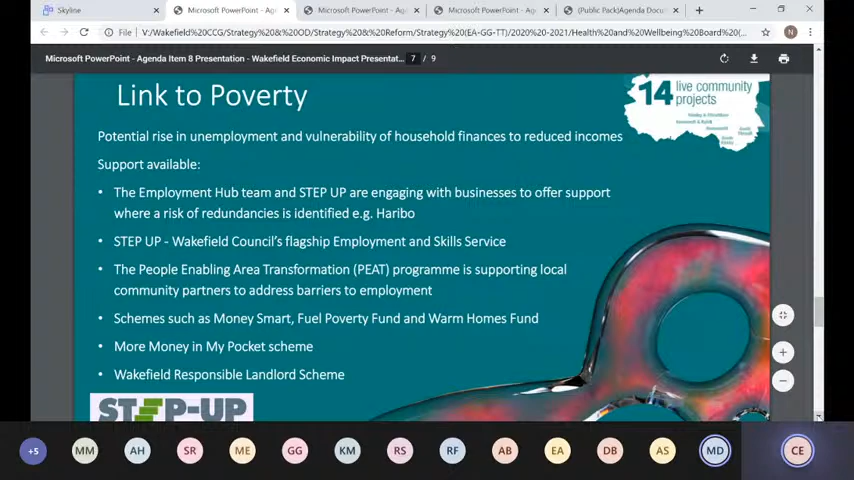 Skyline
Microsoft PowerPoint - Age
Microsoft PowerPoint - Age
Microsoft PowerPoint - Age
(Public Pack)Agenda Docu
File
V:/Wakefield%20CCG/Strategy%20&%20OD/Strategy%20&%20Reform/Strategy%20(EA-GG-TT)/2020%20-2021/Health%20and%20Wellbeing%20Board%20(...
N
Microsoft PowerPoint - Agenda Item 8 Presentation - Wakefield Economic Impact Presentat...
7 / 9
Link to Poverty
14 live community
projects
Potential rise in unemployment and vulnerability of household finances to reduced incomes
Support available:
• The Employment Hub team and STEP UP are engaging with businesses to offer support
where a risk of redundancies is identified e.g. Haribo
• STEP UP - Wakefield Council's flagship Employment and Skills Service
• The People Enabling Area Transformation (PEAT) programme is supporting local
community partners to address barriers to employment
• Schemes such as Money Smart, Fuel Poverty Fund and Warm Homes Fund
• More Money in My Pocket scheme
• Wakefield Responsible Landlord Scheme
STEP-UP
+5
MM
AH
SR
ME
GG
KM
RS
RF
AB
EA
DB
AS
MD
CE